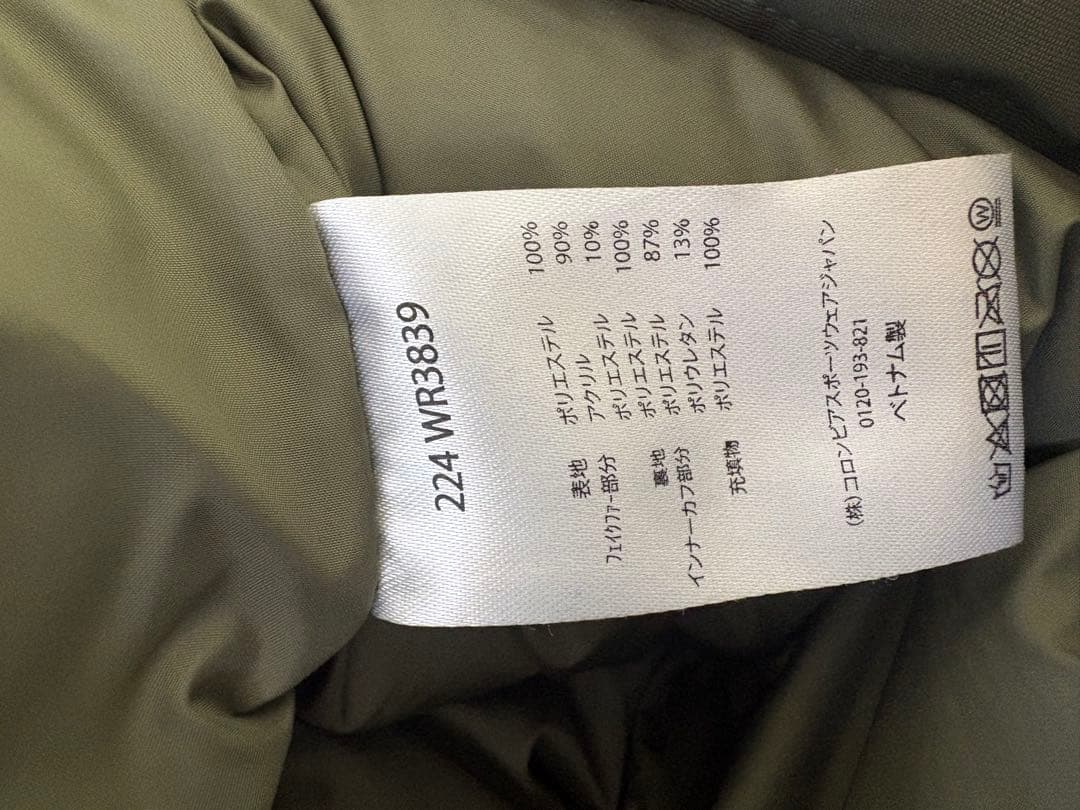 224 WR3839
表地 ポリエステル 100%
ﾌｪｲｸﾌｧｰ部分 アクリル 90%
ポリエステル 10%
裏地 ポリエステル 100%
インナーカフ部分 ポリエステル 87%
ポリウレタン 13%
充填物 ポリエステル 100%
(株)コロンビアスポーツウェアジャパン
0120-193-821
ベトナム製
W